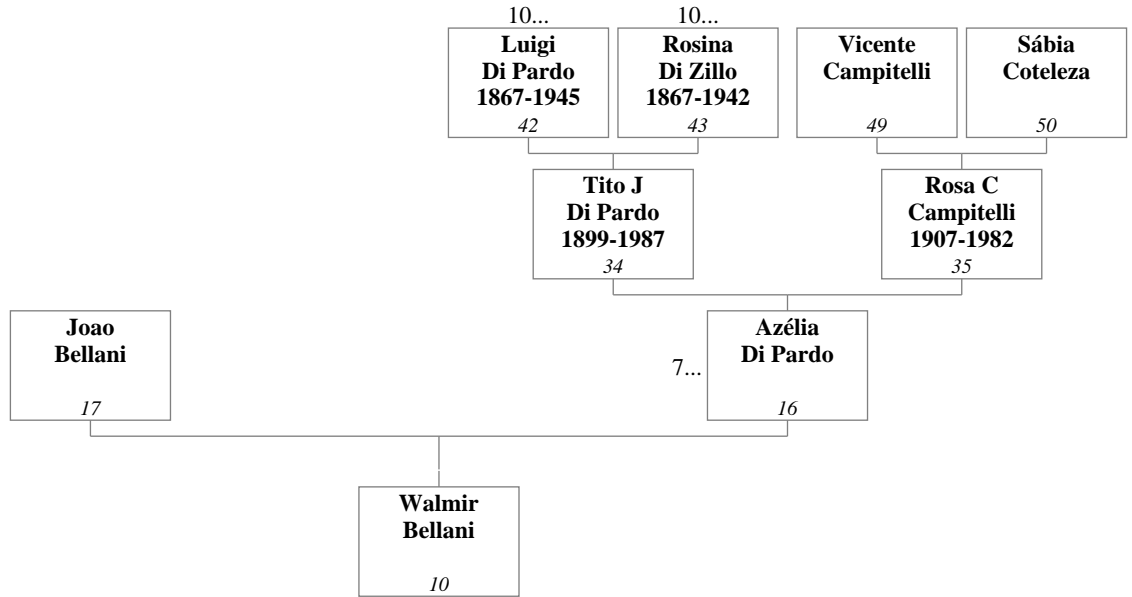 10...
10...
Luigi
Di Pardo
1867-1945
42
Rosina
Di Zillo
1867-1942
43
Vicente
Campitelli
49
Sábia
Coteleza
50
Tito J
Di Pardo
1899-1987
34
Rosa C
Campitelli
1907-1982
35
Joao
Bellani
17
7...
Azélia
Di Pardo
16
Walmir
Bellani
10